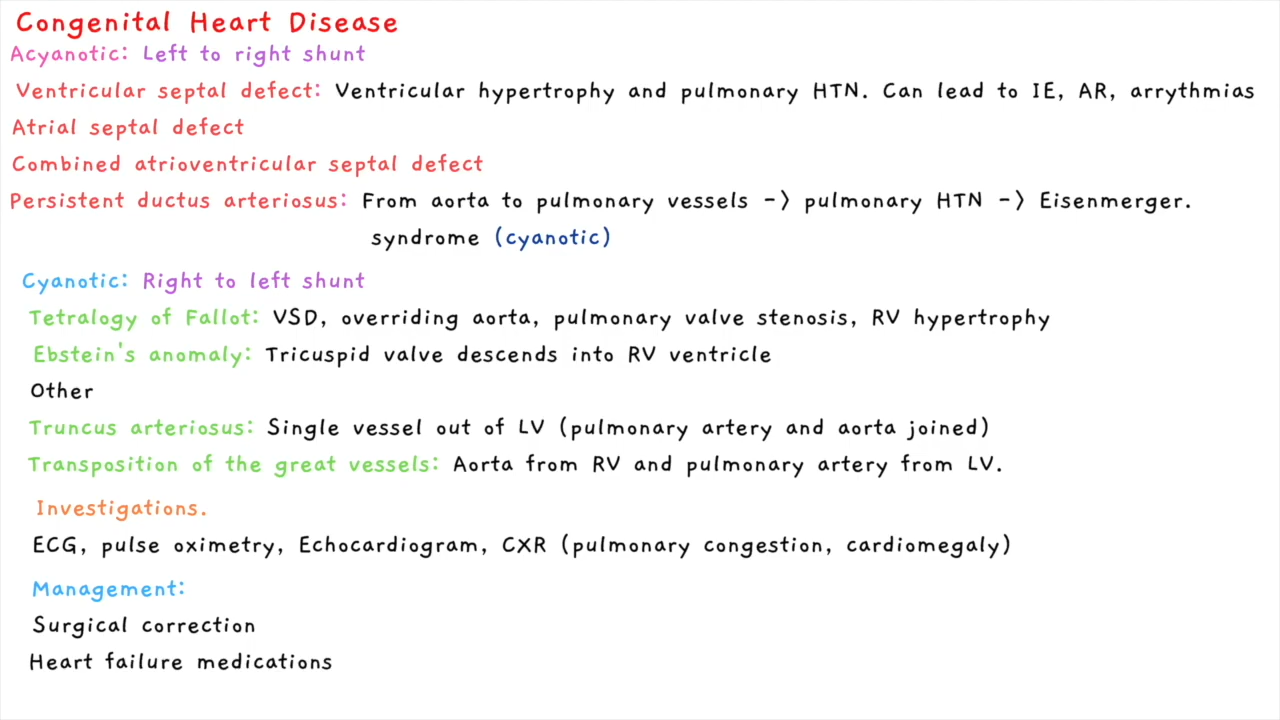 Congenital Heart Disease
Acyanotic: Left to right shunt
Ventricular septal defect: Ventricular hypertrophy and pulmonary HTN. Can lead to IE, AR, arrythmias
Atrial septal defect
Combined atrioventricular septal defect
Persistent ductus arteriosus: From aorta to pulmonary vessels -> pulmonary HTN -> Eisenmerger.
syndrome (cyanotic)
Cyanotic: Right to left shunt
Tetralogy of Fallot: VSD, overriding aorta, pulmonary valve stenosis, RV hypertrophy
Ebstein's anomaly: Tricuspid valve descends into RV ventricle
Other
Truncus arteriosus: Single vessel out of LV (pulmonary artery and aorta joined)
Transposition of the great vessels: Aorta from RV and pulmonary artery from LV.
Investigations.
ECG, pulse oximetry, Echocardiogram, CXR (pulmonary congestion, cardiomegaly)
Management:
Surgical correction
Heart failure medications